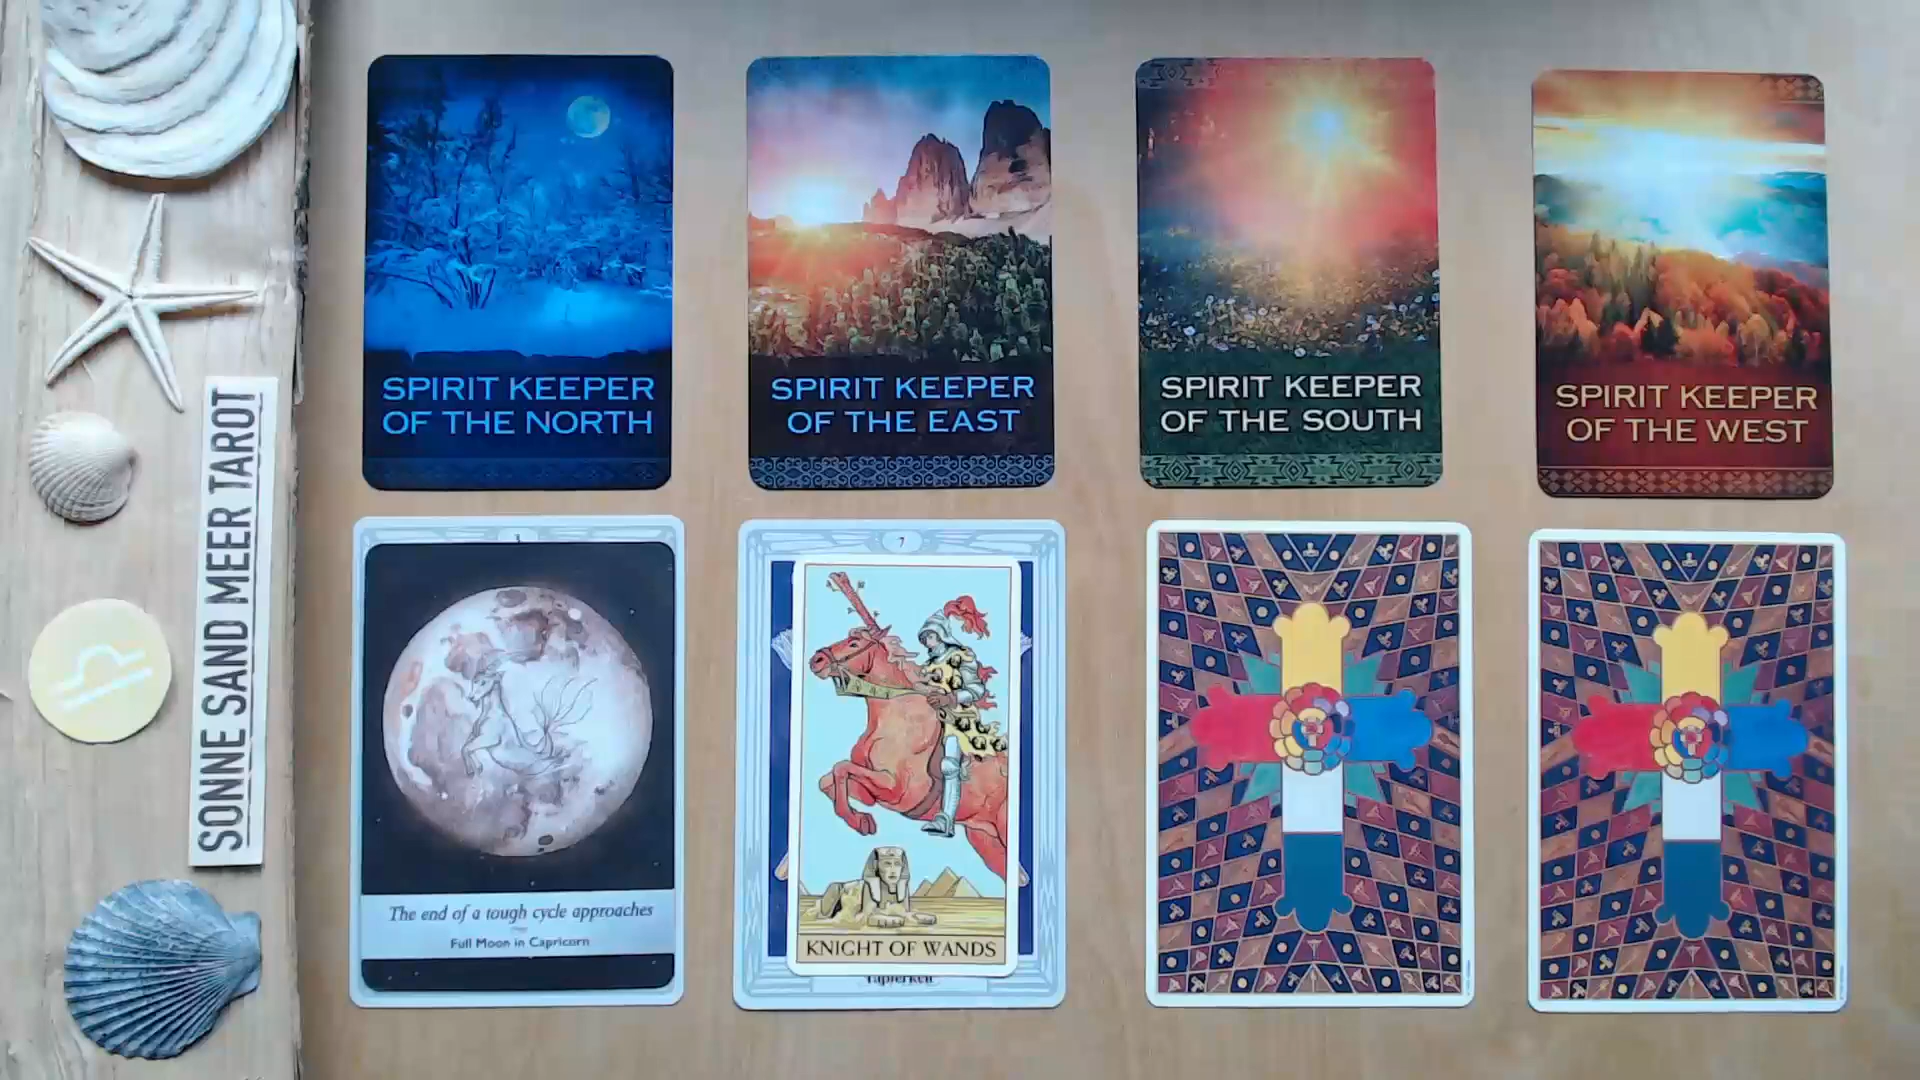 SONNE SAND MEER TAROT
SPIRIT KEEPER
OF THE NORTH
SPIRIT KEEPER
OF THE EAST
SPIRIT KEEPER
OF THE SOUTH
SPIRIT KEEPER
OF THE WEST
3
The end of a tough cycle approaches
Full Moon in Capricorn
7
KNIGHT OF WANDS
Tapferkeit